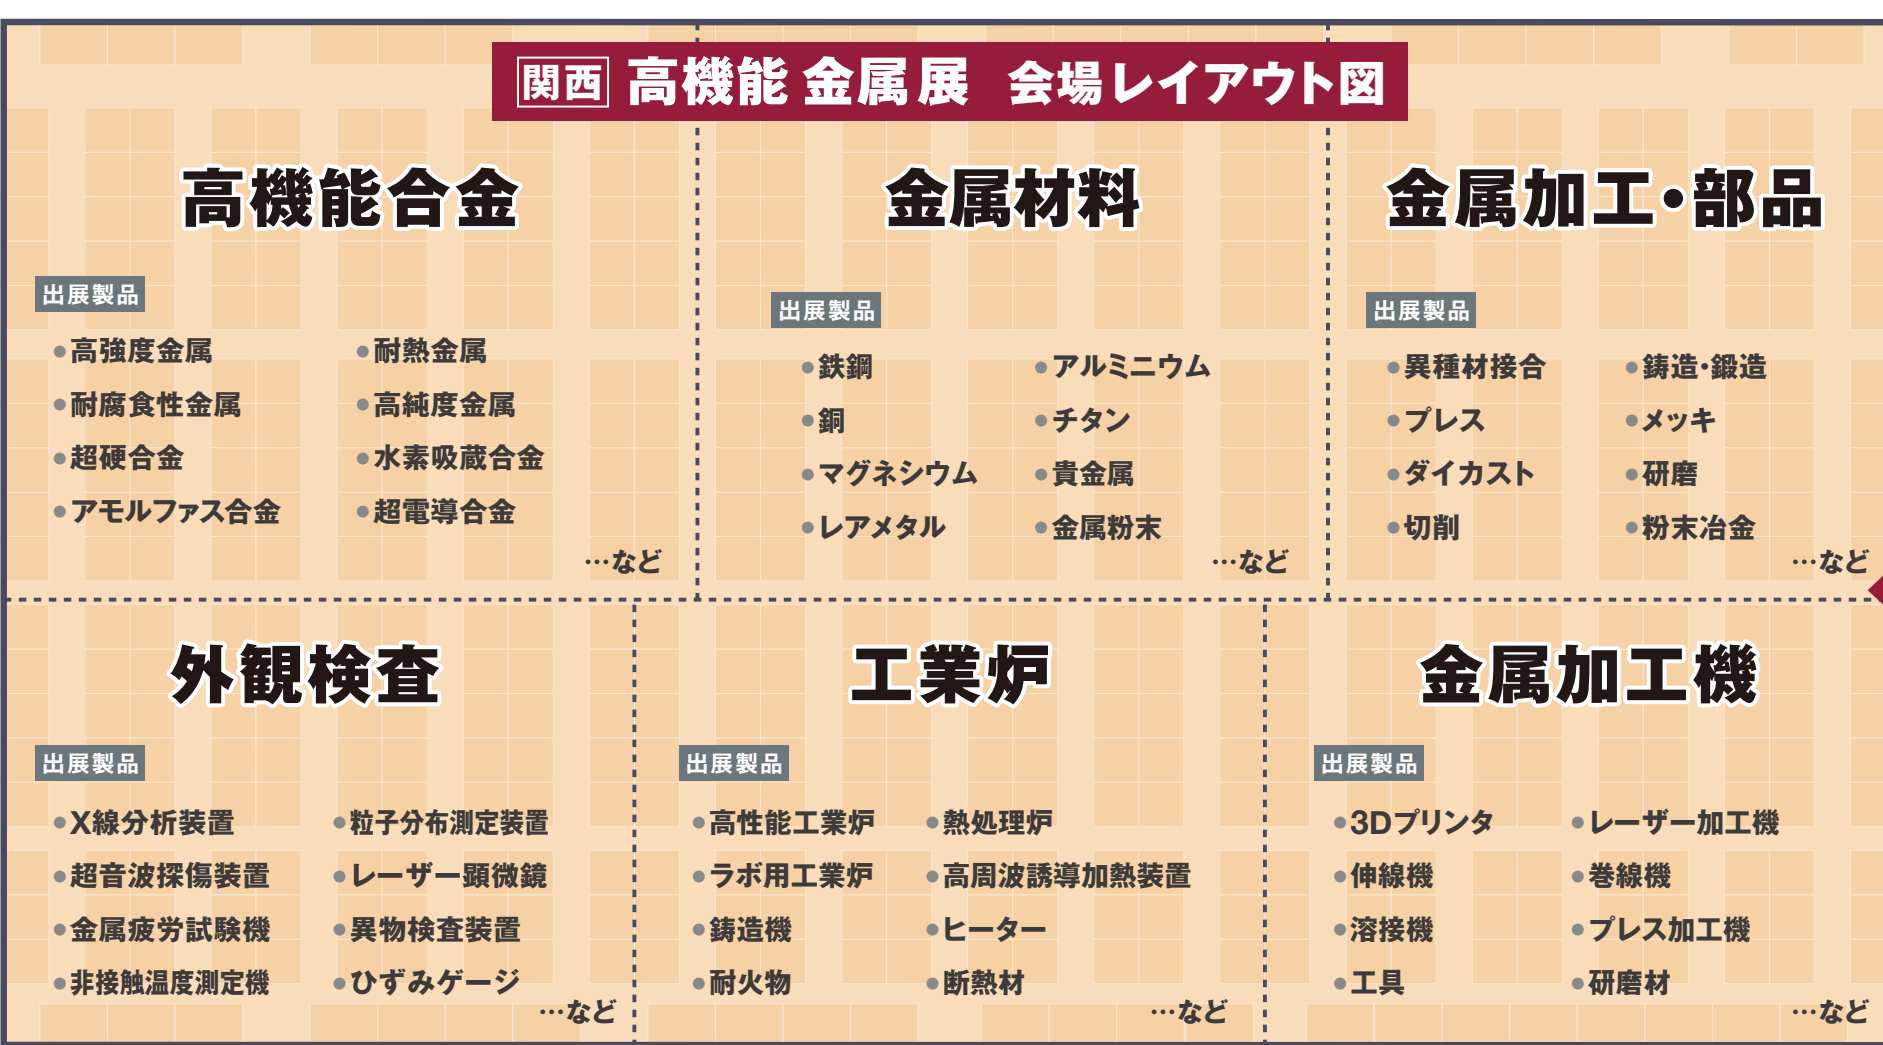 関西 高機能 金属展 会場レイアウト図
高機能合金
出展製品
●高強度金属 ●耐熱金属
●耐腐食性金属 ●高純度金属
●超硬合金 ●水素吸蔵合金
●アモルファス合金 ●超電導合金
…など
金属材料
出展製品
●鉄鋼 ●アルミニウム
●銅 ●チタン
●マグネシウム ●貴金属
●レアメタル ●金属粉末
…など
金属加工・部品
出展製品
●異種材接合 ●鋳造・鍛造
●プレス ●メッキ
●ダイカスト ●研磨
●切削 ●粉末冶金
…など
外観検査
出展製品
●X線分析装置 ●粒子分布測定装置
●超音波探傷装置 ●レーザー顕微鏡
●金属疲労試験機 ●異物検査装置
●非接触温度測定機 ●ひずみゲージ
…など
工業炉
出展製品
●高性能工業炉 ●熱処理炉
●ラボ用工業炉 ●高周波誘導加熱装置
●鋳造機 ●ヒーター
●耐火物 ●断熱材
…など
金属加工機
出展製品
●3Dプリンタ ●レーザー加工機
●伸線機 ●巻線機
●溶接機 ●プレス加工機
●工具 ●研磨材
…など